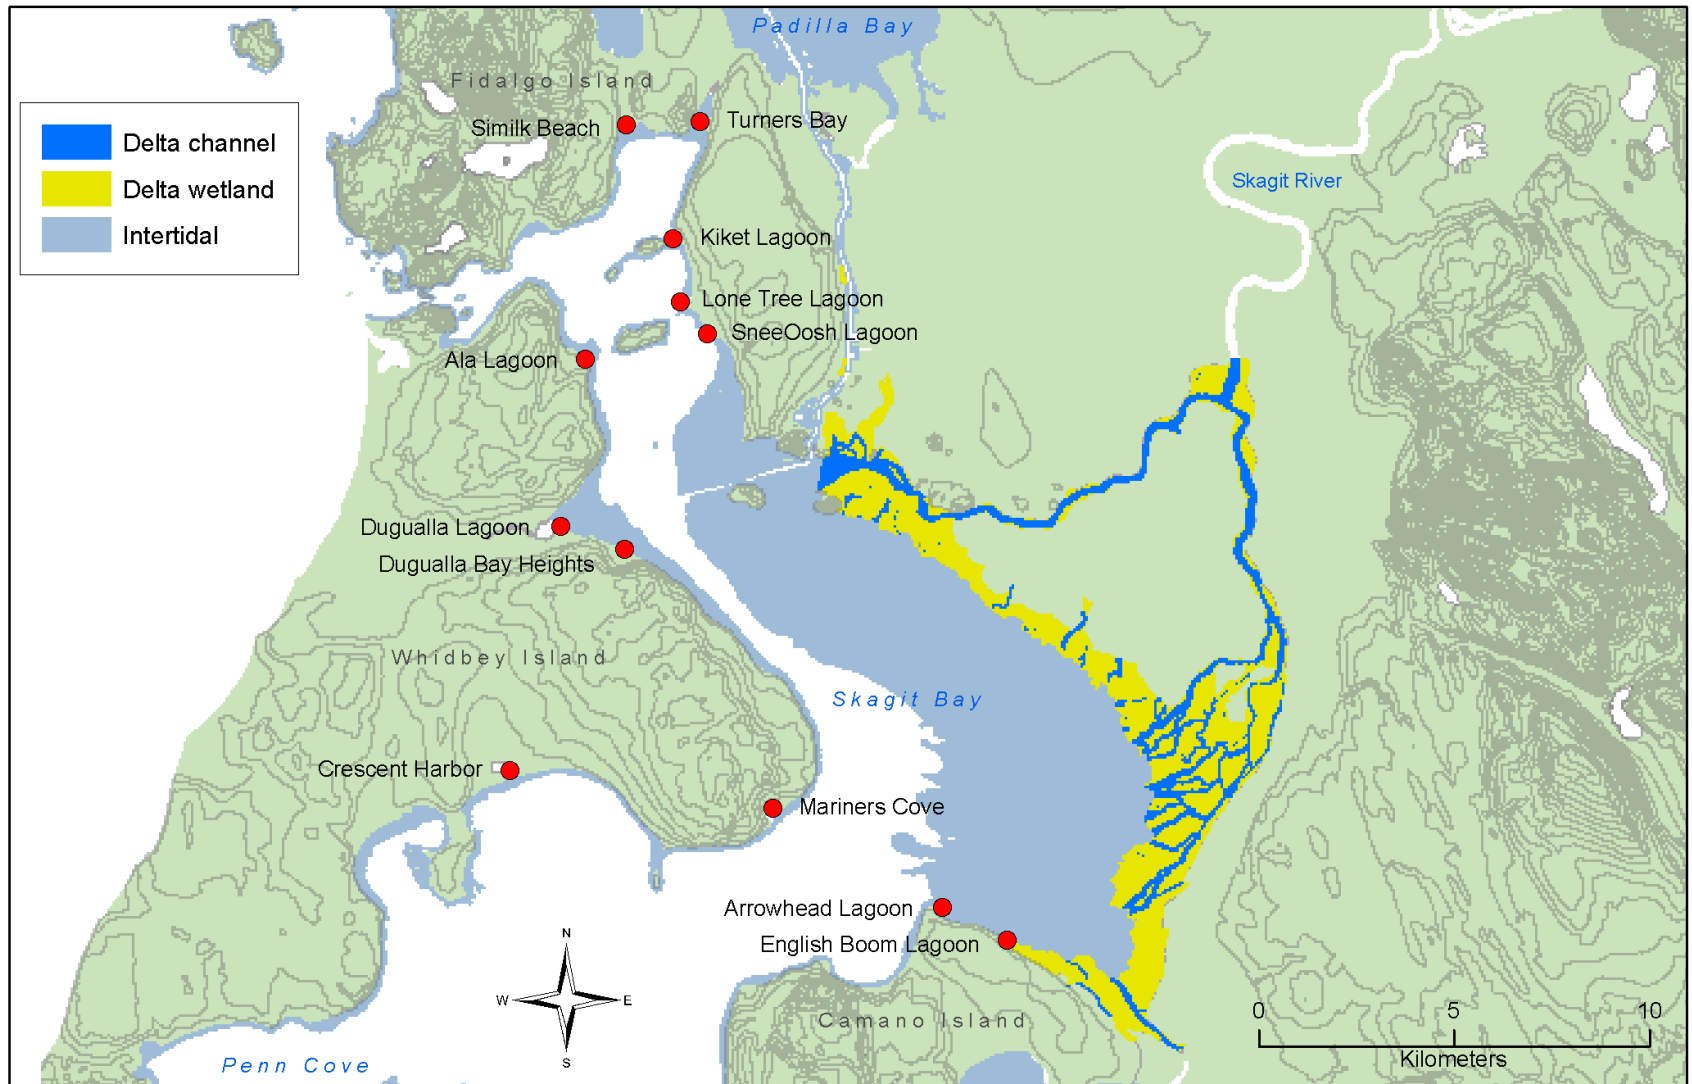 Padilla Bay
Fidalgo Island
Simllk Beach
Turners Bay
Delta channel
Delta wetland
Intertidal
Skagit River
Kiket Lagoon
Lone Tree Lagoon
SneeOosh Lagoon
Ala Lagoon
Dugualla Lagoon
Dugualla Bay Heights
Whidbey Island
Skagit Bay
Crescent Harbor
Mariners Cove
Arrowhead Lagoon
English Boom Lagoon
N
W E
S
Camano Island
0 5 10
Kilometers
Penn Cove